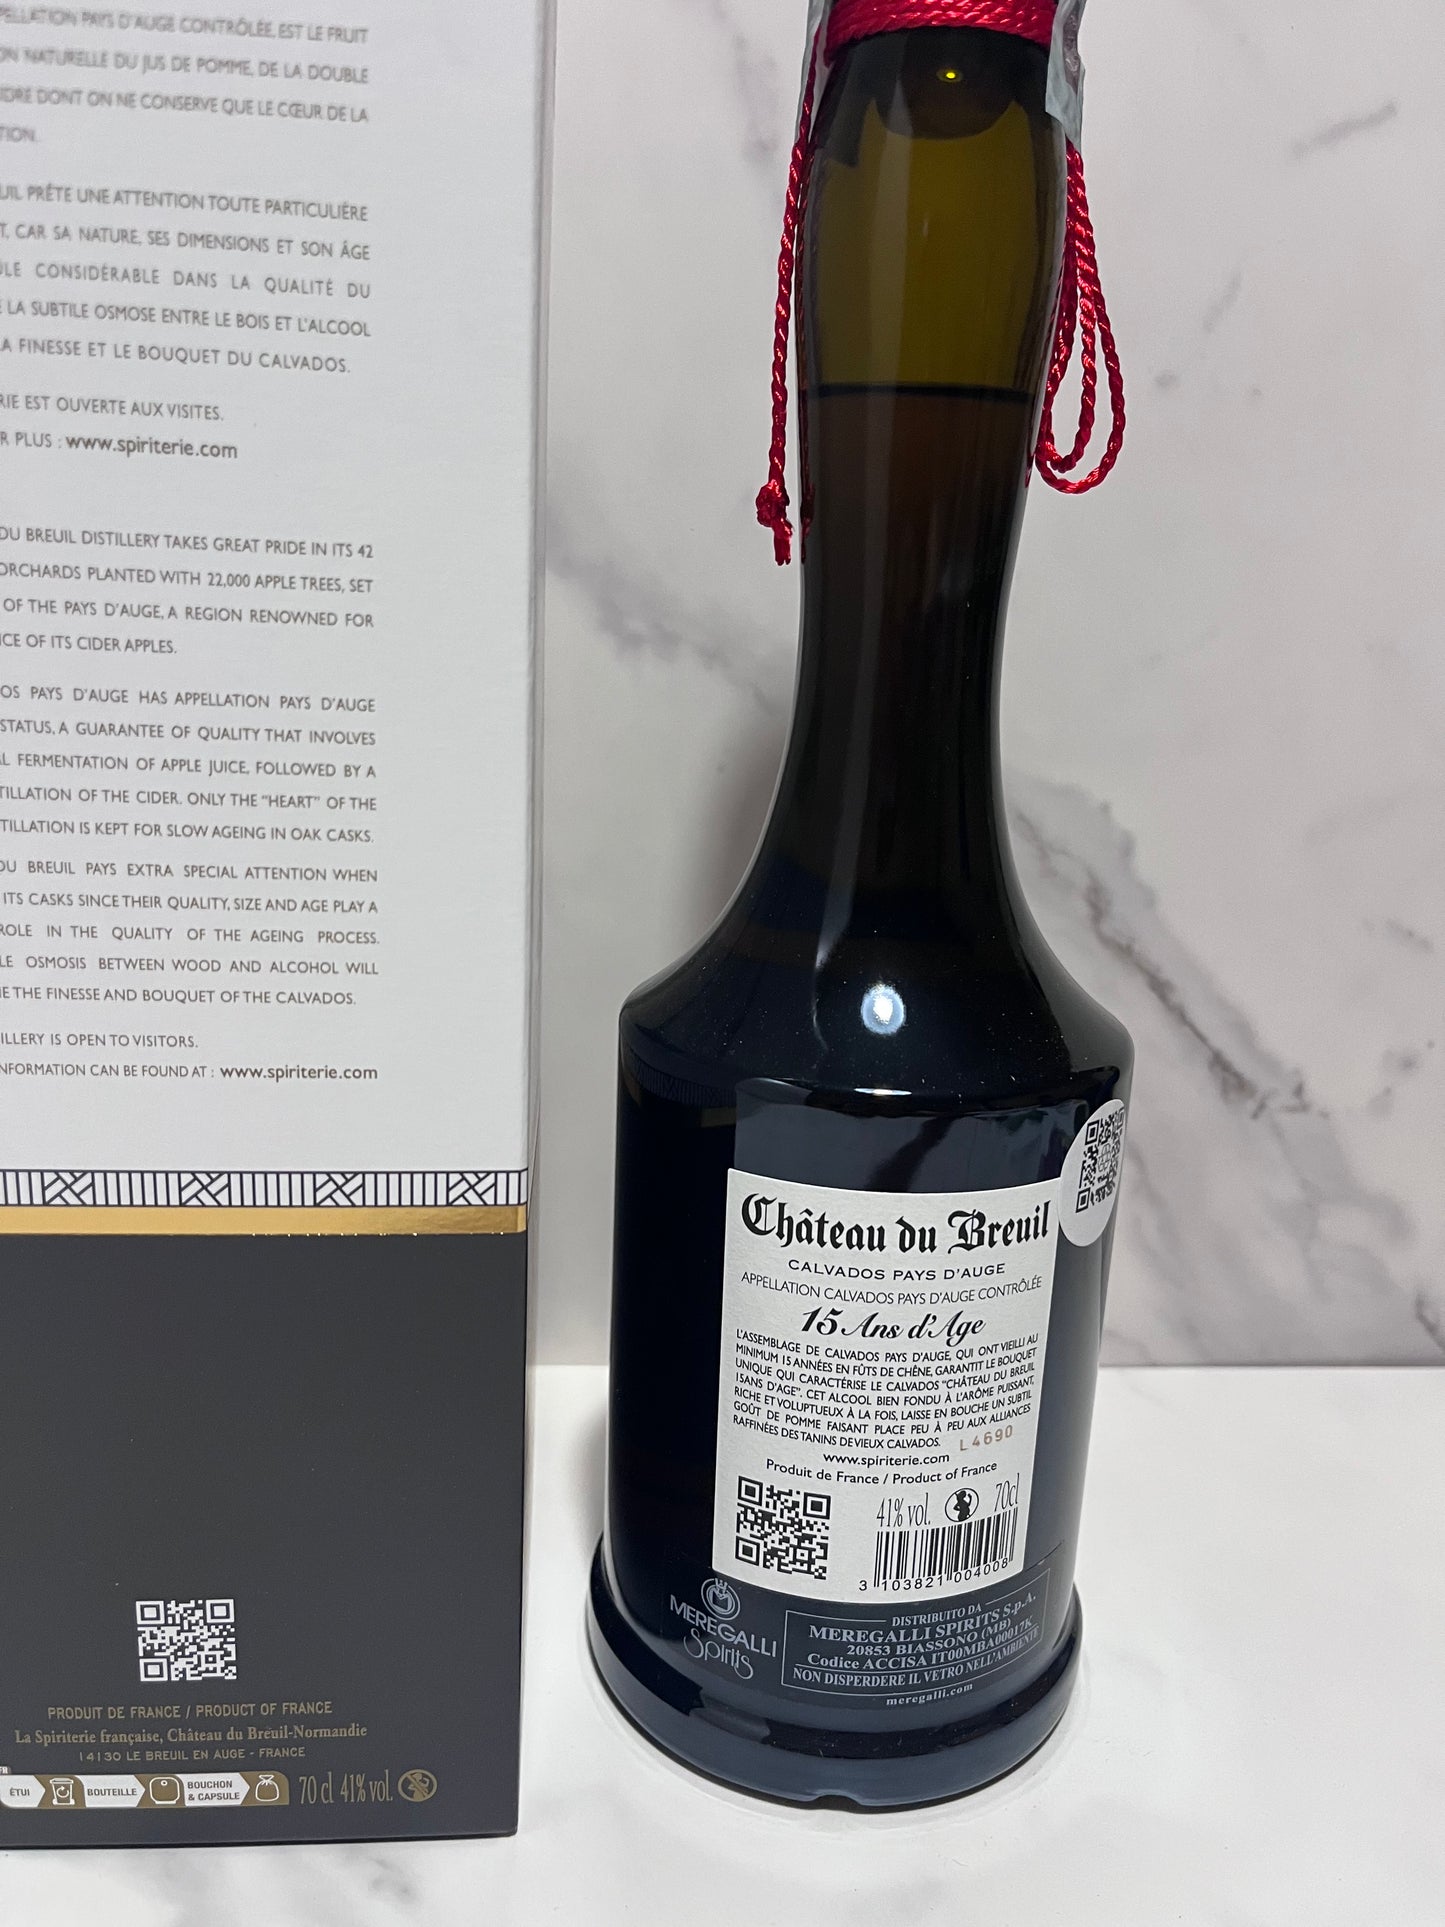 PELLATION PAYS D'AUGE CONTRÔLÉE, EST LE FRUIT
ON NATURELLE DU JUS DE POMME, DE LA DOUBLE
IDRE DONT ON NE CONSERVE QUE LE CŒUR DE LA
TION.
UIL PRÊTE UNE ATTENTION TOUTE PARTICULIÈRE
T, CAR SA NATURE, SES DIMENSIONS ET SON ÂGE
ÔLE CONSIDÉRABLE DANS LA QUALITÉ DU
E LA SUBTILE OSMOSE ENTRE LE BOIS ET L'ALCOOL
A FINESSE ET LE BOUQUET DU CALVADOS.
RIE EST OUVERTE AUX VISITES.
R PLUS : www.spiriterie.com
DU BREUIL DISTILLERY TAKES GREAT PRIDE IN ITS 42
ORCHARDS PLANTED WITH 22,000 APPLE TREES, SET
OF THE PAYS D'AUGE, A REGION RENOWNED FOR
ICE OF ITS CIDER APPLES.
OS PAYS D'AUGE HAS APPELLATION PAYS D'AUGE
STATUS, A GUARANTEE OF QUALITY THAT INVOLVES
AL FERMENTATION OF APPLE JUICE, FOLLOWED BY A
TILLATION OF THE CIDER. ONLY THE "HEART" OF THE
TILLATION IS KEPT FOR SLOW AGEING IN OAK CASKS.
DU BREUIL PAYS EXTRA SPECIAL ATTENTION WHEN
ITS CASKS SINCE THEIR QUALITY, SIZE AND AGE PLAY A
ROLE IN THE QUALITY OF THE AGEING PROCESS.
LE OSMOSIS BETWEEN WOOD AND ALCOHOL WILL
E THE FINESSE AND BOUQUET OF THE CALVADOS.
ILLERY IS OPEN TO VISITORS.
NFORMATION CAN BE FOUND AT : www.spiriterie.com
PRODUIT DE FRANCE / PRODUCT OF FRANCE
La Spiriterie française, Château du Breuil-Normandie
14130 LE BREUIL EN AUGE - FRANCE
FR
ÉTUI BOUTEILLE BOUCHON & CAPSULE 70 cl 41% vol.
Château du Breuil
CALVADOS PAYS D'AUGE
APPELLATION CALVADOS PAYS D'AUGE CONTRÔLÉE
15 Ans d'Age
L'ASSEMBLAGE DE CALVADOS PAYS D'AUGE, QUI ONT VIEILLI AU
MINIMUM 15 ANNÉES EN FÛTS DE CHÊNE, GARANTIT LE BOUQUET
UNIQUE QUI CARACTÉRISE LE CALVADOS "CHÂTEAU DU BREUIL
15ANS D'AGE". CET ALCOOL BIEN FONDU À L'ARÔME PUISSANT,
RICHE ET VOLUPTUEUX À LA FOIS, LAISSE EN BOUCHE UN SUBTIL
GOÛT DE POMME FAISANT PLACE PEU À PEU AUX ALLIANCES
RAFFINÉES DES TANINS DE VIEUX CALVADOS.
L4690
www.spiriterie.com
Produit de France / Product of France
41% vol. 70cl
3 103821 004008
MEREGALLI
Spirits
DISTRIBUITO DA
MEREGALLI SPIRITS S.p.A.
20853 BIASSONO (MB)
Codice ACCISA IT00MBA00017K
NON DISPERDERE IL VETRO NELL'AMBIENTE
meregalli.com